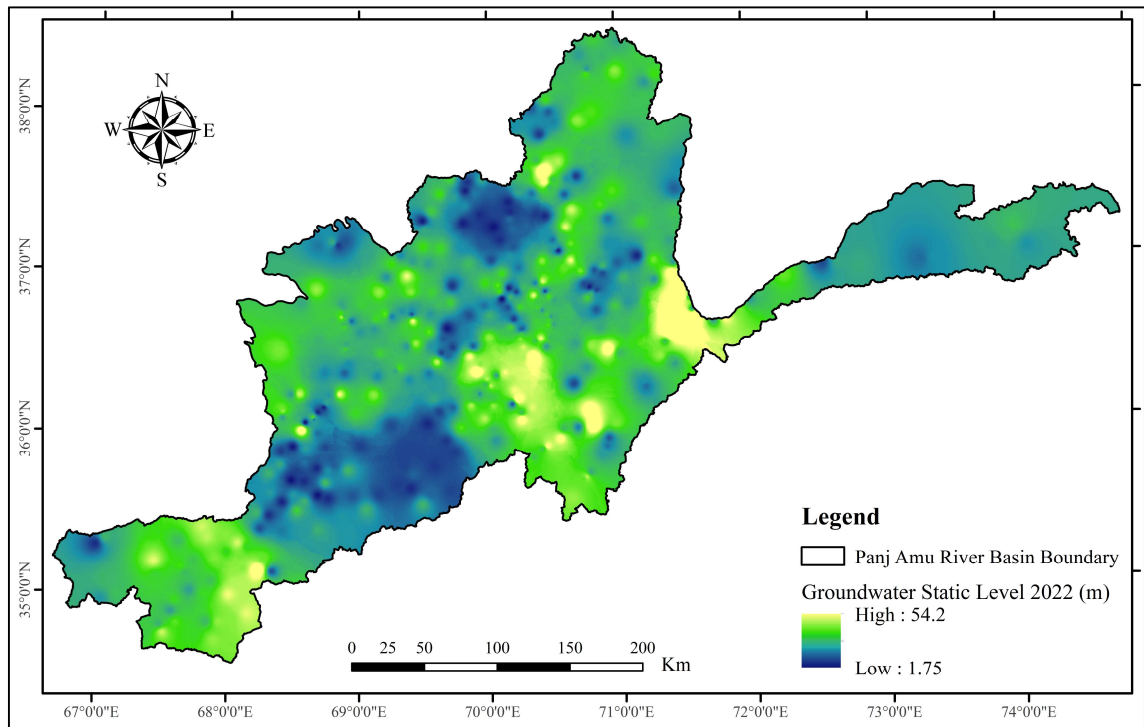 N
W E
S
38°0'0"N
37°0'0"N
36°0'0"N
35°0'0"N
Legend
Panj Amu River Basin Boundary
Groundwater Static Level 2022 (m)
High : 54.2
Low : 1.75
0 25 50 100 150 200
Km
67°0'0"E 68°0'0"E 69°0'0"E 70°0'0"E 71°0'0"E 72°0'0"E 73°0'0"E 74°0'0"E